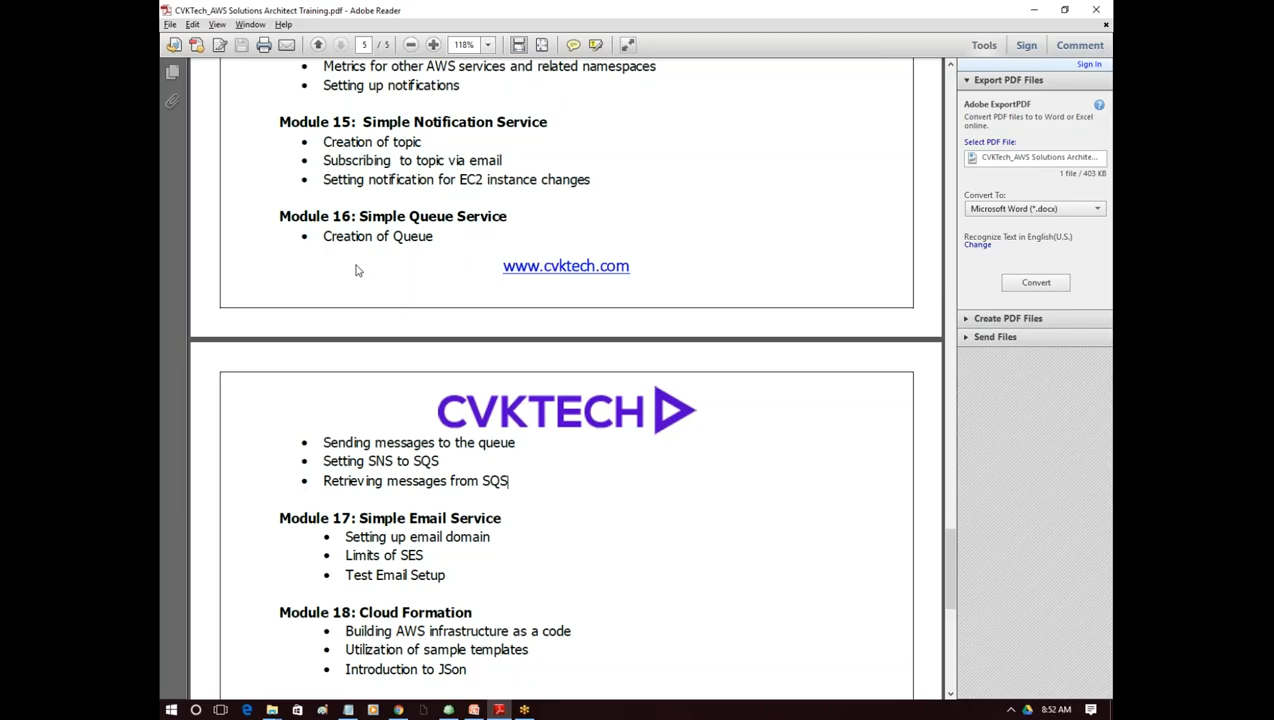 CVKTech_AWS Solutions Architect Training.pdf - Adobe Reader
File Edit View Window Help
5 / 5 118% Tools Sign Comment
Sign In
Metrics for other AWS services and related namespaces
Setting up notifications
Module 15: Simple Notification Service
• Creation of topic
• Subscribing to topic via email
• Setting notification for EC2 instance changes
Module 16: Simple Queue Service
• Creation of Queue
www.cvktech.com
CVKTECH
• Sending messages to the queue
• Setting SNS to SQS
• Retrieving messages from SQS
Module 17: Simple Email Service
• Setting up email domain
• Limits of SES
• Test Email Setup
Module 18: Cloud Formation
• Building AWS infrastructure as a code
• Utilization of sample templates
• Introduction to JSon
Export PDF Files
Adobe ExportPDF
Convert PDF files to to Word or Excel
online.
Select PDF File:
CVKTech_AWS Solutions Archite...
1 file / 403 KB
Convert To:
Microsoft Word (*.docx)
Recognize Text in English(U.S.)
Change
Convert
Create PDF Files
Send Files
8:52 AM